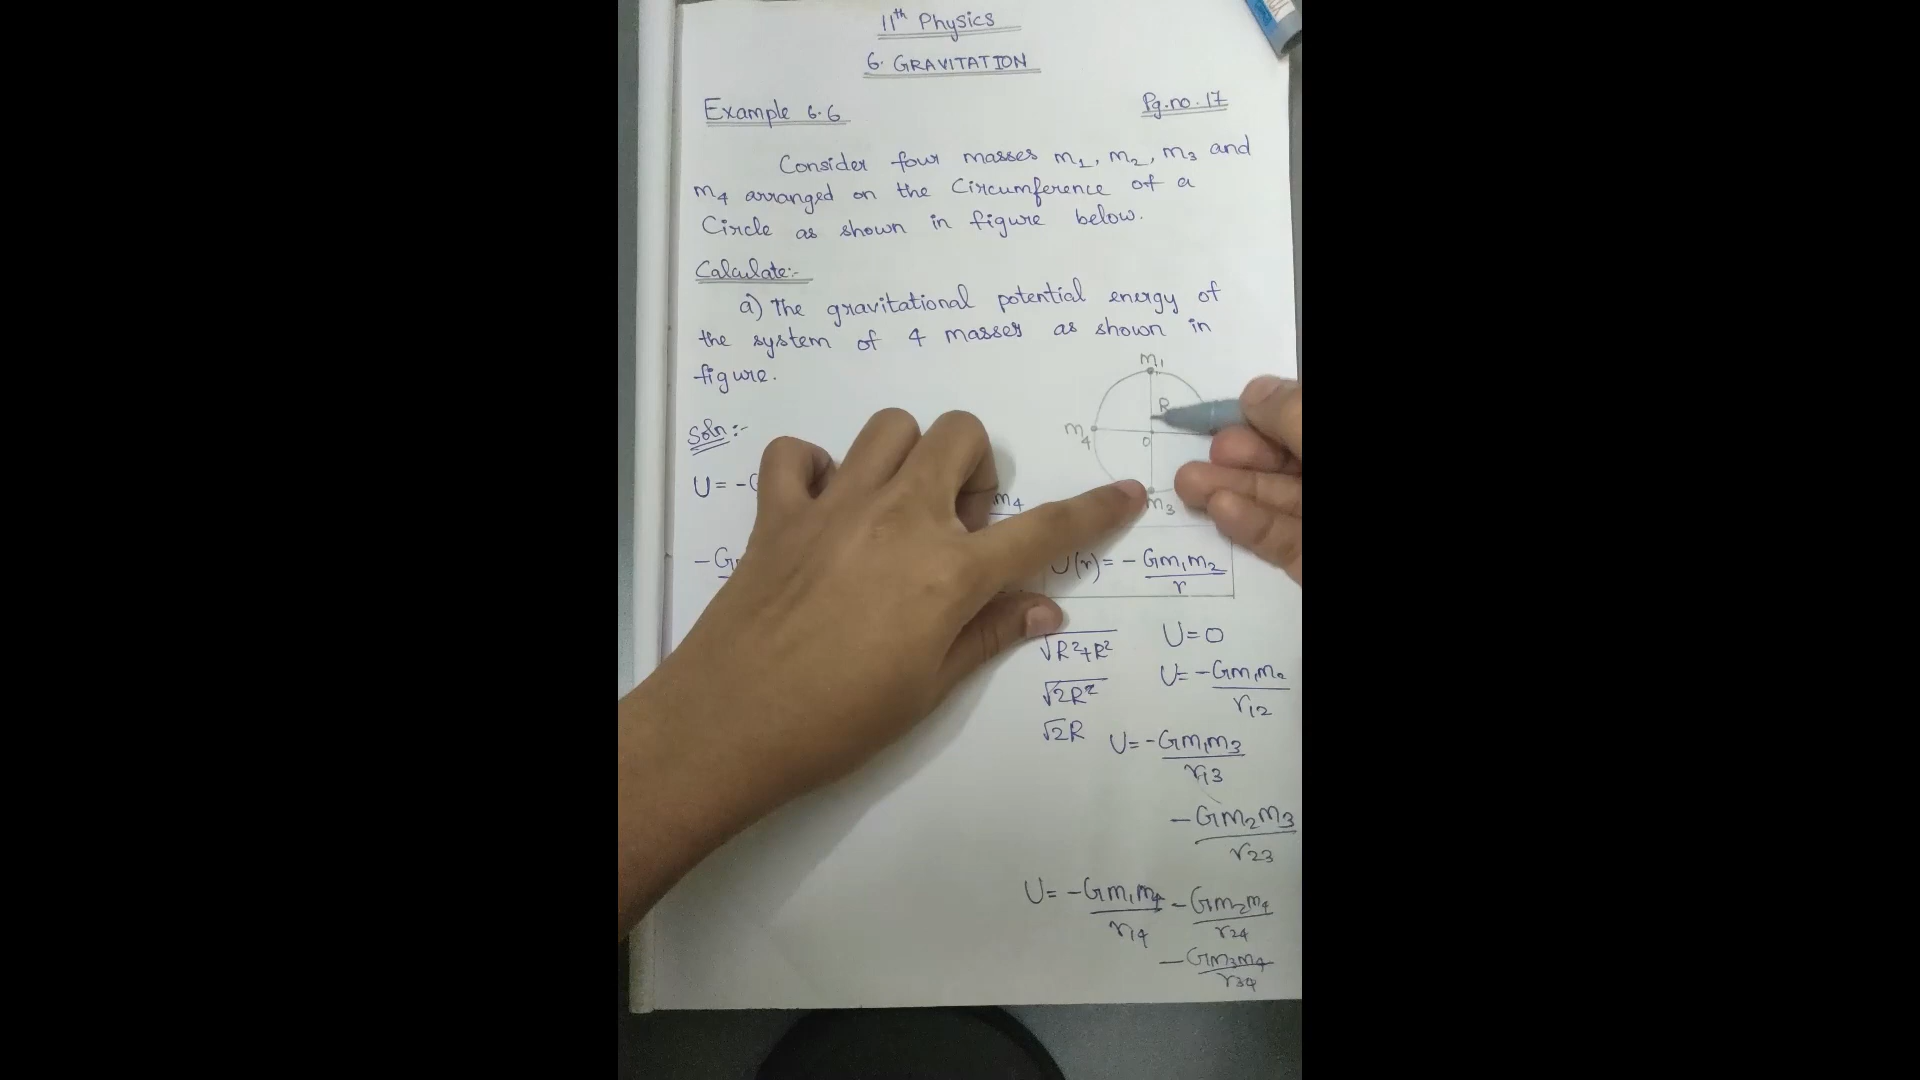 11th Physics
6. GRAVITATION
Example 6.6
Pg.no.17
Consider four masses m1, m2, m3 and
m4 arranged on the Circumference of a
Circle as shown in figure below.
Calculate:-
a) The gravitational potential energy of
the system of 4 masses as shown in
figure.
m1
R
m4
O
m3
Soln:-
U = -G
m4
-G
U(r) = - Gm1m2 / r
√R²+R²
√2R²
√2R
U=0
U= -Gm1m2 / r12
U= -Gm1m3 / r13
-Gm2m3 / r23
U= -Gm1m4 / r14 - Gm2m4 / r24
- Gm3m4 / r34